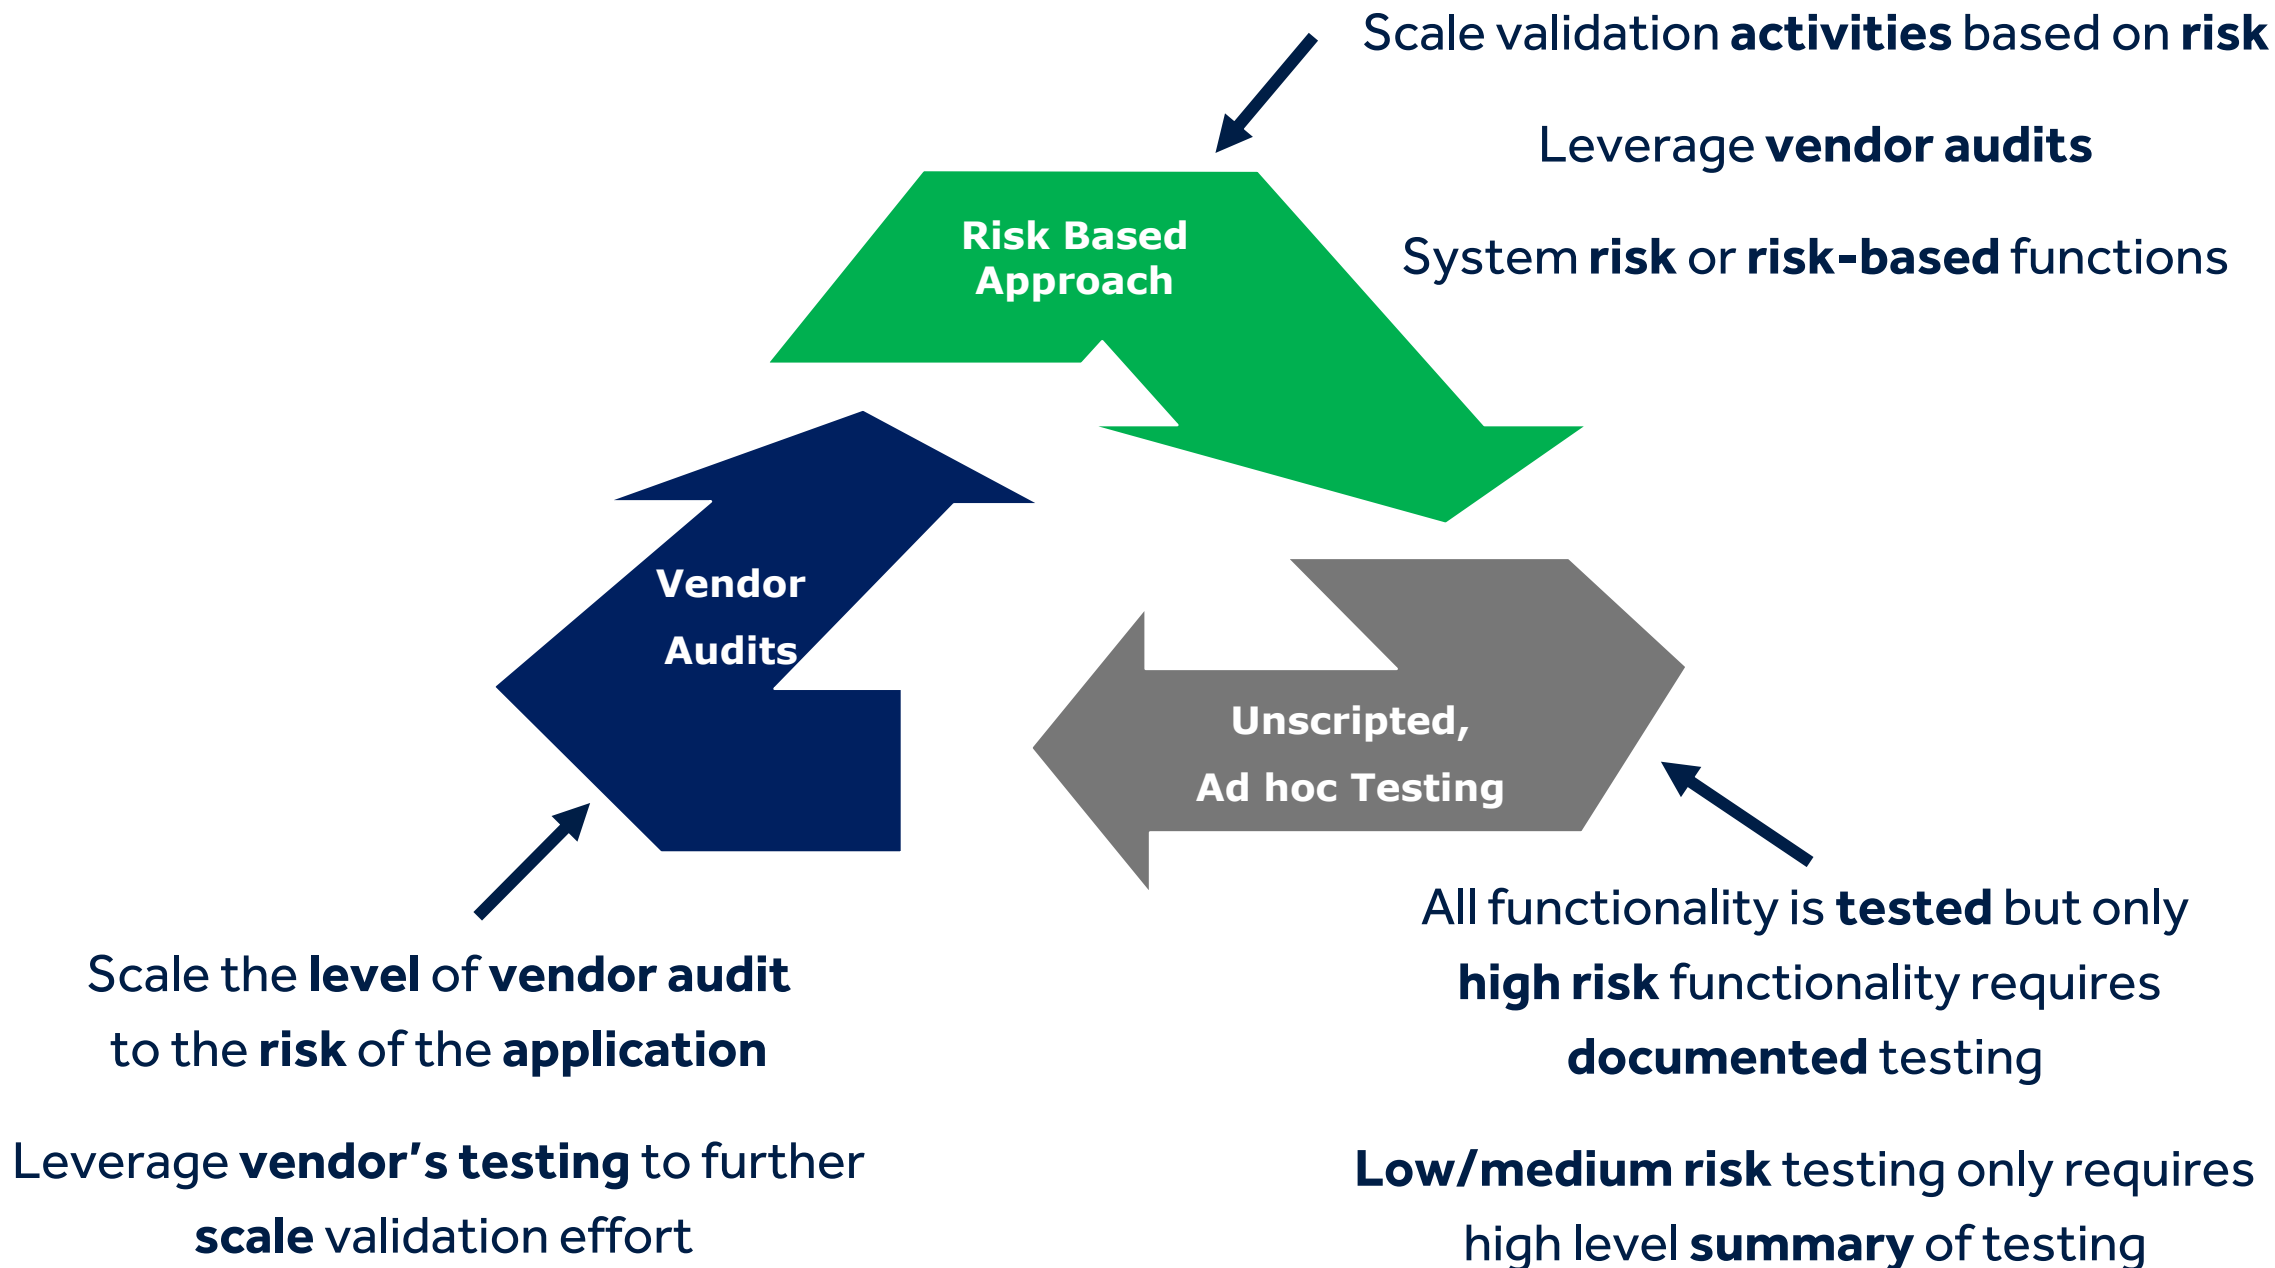 Scale validation activities based on risk
Leverage vendor audits
System risk or risk-based functions
Risk Based
Approach
Vendor
Audits
Unscripted,
Ad hoc Testing
Scale the level of vendor audit
to the risk of the application
Leverage vendor’s testing to further
scale validation effort
All functionality is tested but only
high risk functionality requires
documented testing
Low/medium risk testing only requires
high level summary of testing